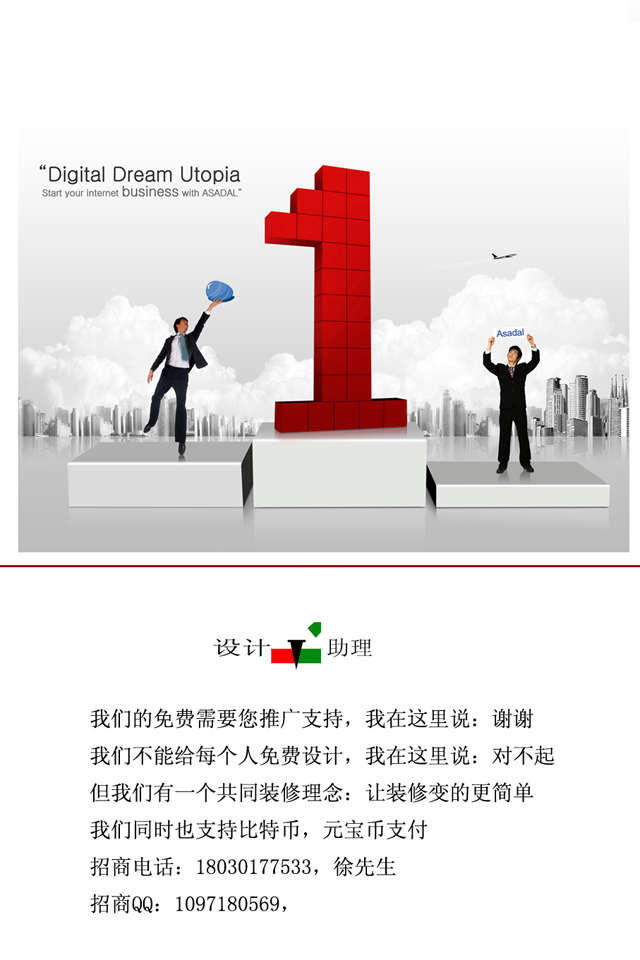 “Digital Dream Utopia
Start your internet business with ASADAL”
Asadal
设计 助理
我们的免费需要您推广支持，我在这里说：谢谢
我们不能给每个人免费设计，我在这里说：对不起
但我们有一个共同装修理念：让装修变的更简单
我们同时也支持比特币，元宝币支付
招商电话：18030177533，徐先生
招商QQ：1097180569，